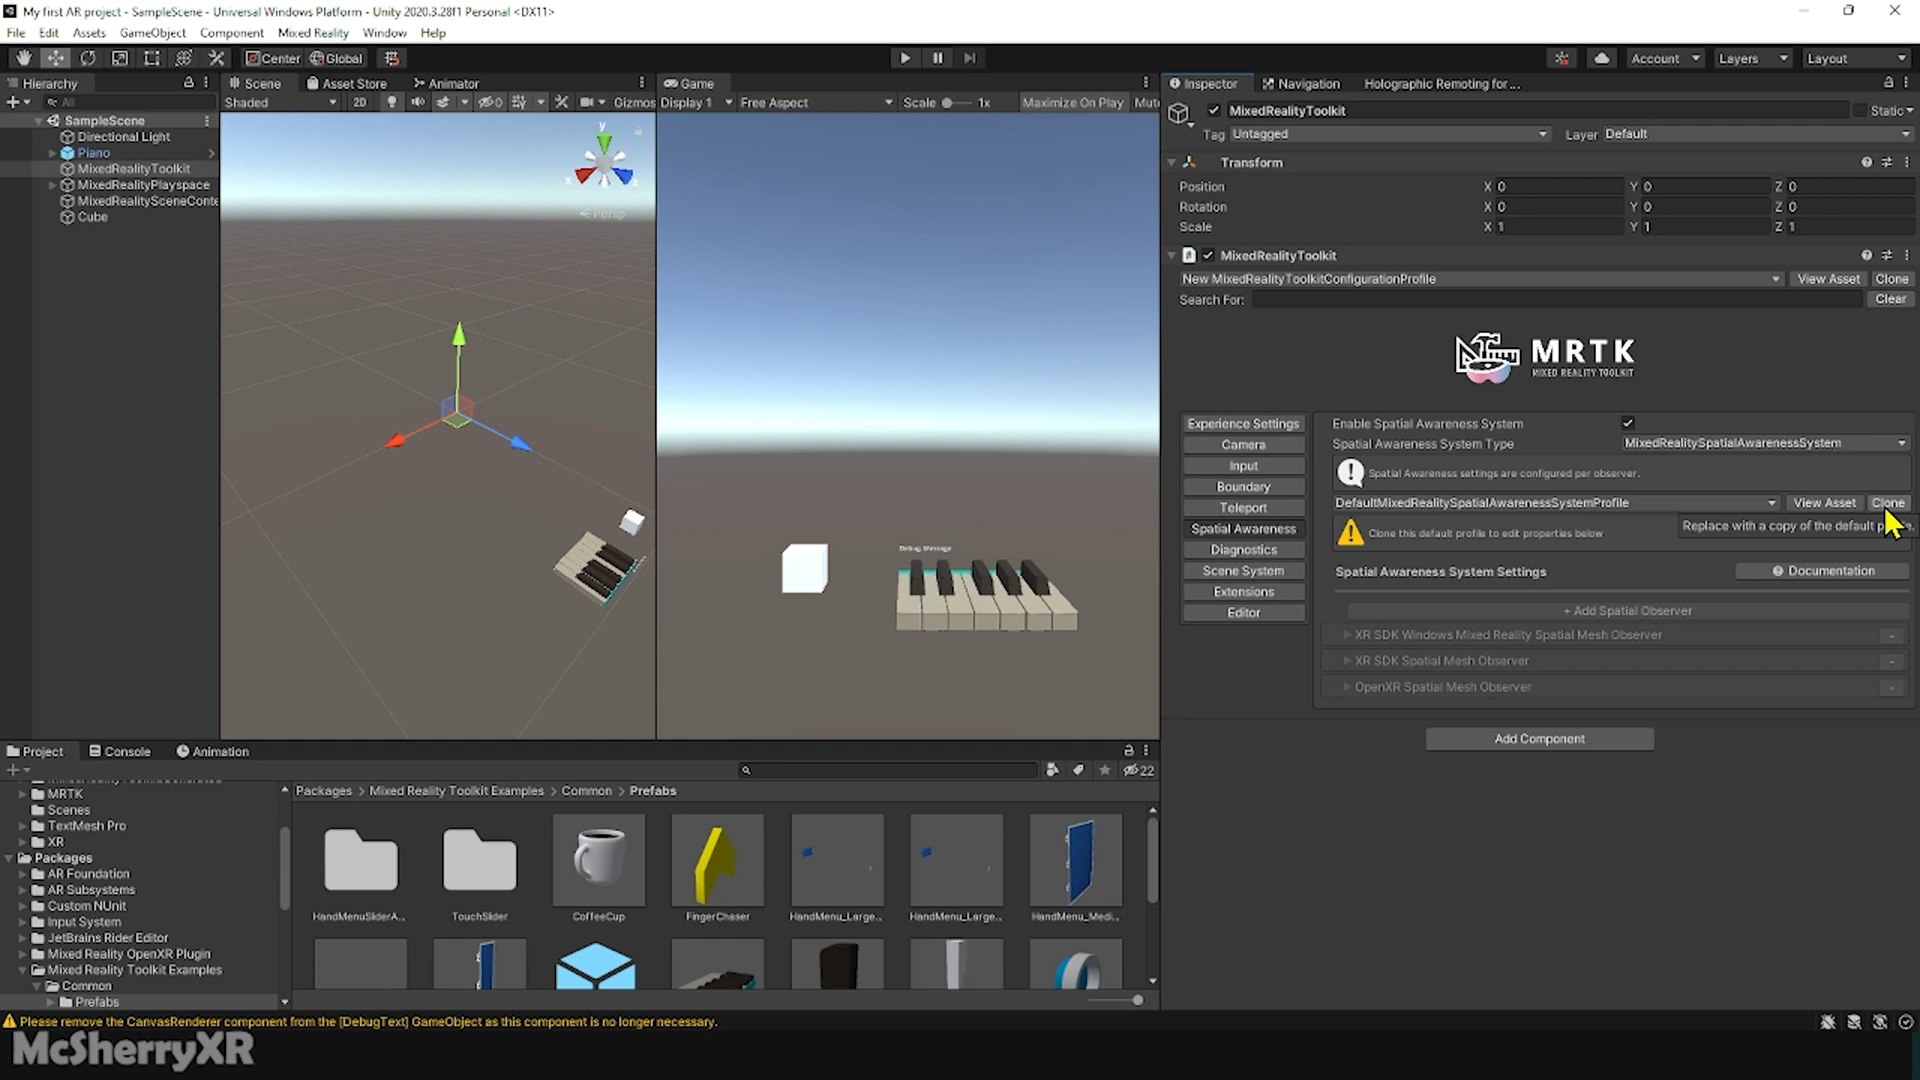 My first AR project - SampleScene - Universal Windows Platform - Unity 2020.3.28f1 Personal <DX11>
File Edit Assets GameObject Component Mixed Reality Window Help
Center Global Account Layers Layout
Hierarchy
All
SampleScene
Directional Light
Piano
MixedRealityToolkit
MixedRealityPlayspace
MixedRealitySceneConte
Cube
Scene Asset Store Animator
Shaded 2D 0 Gizmos
y
x z
Persp
Game
Display 1 Free Aspect Scale 1x Maximize On Play Mut
Debug Message
Inspector Navigation Holographic Remoting for ...
MixedRealityToolkit Static
Tag Untagged Layer Default
Transform
Position X 0 Y 0 Z 0
Rotation X 0 Y 0 Z 0
Scale X 1 Y 1 Z 1
MixedRealityToolkit
New MixedRealityToolkitConfigurationProfile View Asset Clone
Search For: Clear
MRTK
MIXED REALITY TOOLKIT
Experience Settings
Camera
Input
Boundary
Teleport
Spatial Awareness
Diagnostics
Scene System
Extensions
Editor
Enable Spatial Awareness System
Spatial Awareness System Type MixedRealitySpatialAwarenessSystem
Spatial Awareness settings are configured per observer.
DefaultMixedRealitySpatialAwarenessSystemProfile View Asset Clone
Clone this default profile to edit properties below
Replace with a copy of the default
Spatial Awareness System Settings Documentation
+ Add Spatial Observer
XR SDK Windows Mixed Reality Spatial Mesh Observer -
XR SDK Spatial Mesh Observer -
OpenXR Spatial Mesh Observer -
Add Component
Project Console Animation
22
MRTK
Scenes
TextMesh Pro
XR
Packages
AR Foundation
AR Subsystems
Custom NUnit
Input System
JetBrains Rider Editor
Mixed Reality OpenXR Plugin
Mixed Reality Toolkit Examples
Common
Prefabs
Packages > Mixed Reality Toolkit Examples > Common > Prefabs
HandMenuSliderA... TouchSlider CoffeeCup FingerChaser HandMenu_Large... HandMenu_Large... HandMenu_Medi...
Please remove the CanvasRenderer component from the [DebugText] GameObject as this component is no longer necessary.
McSherryXR